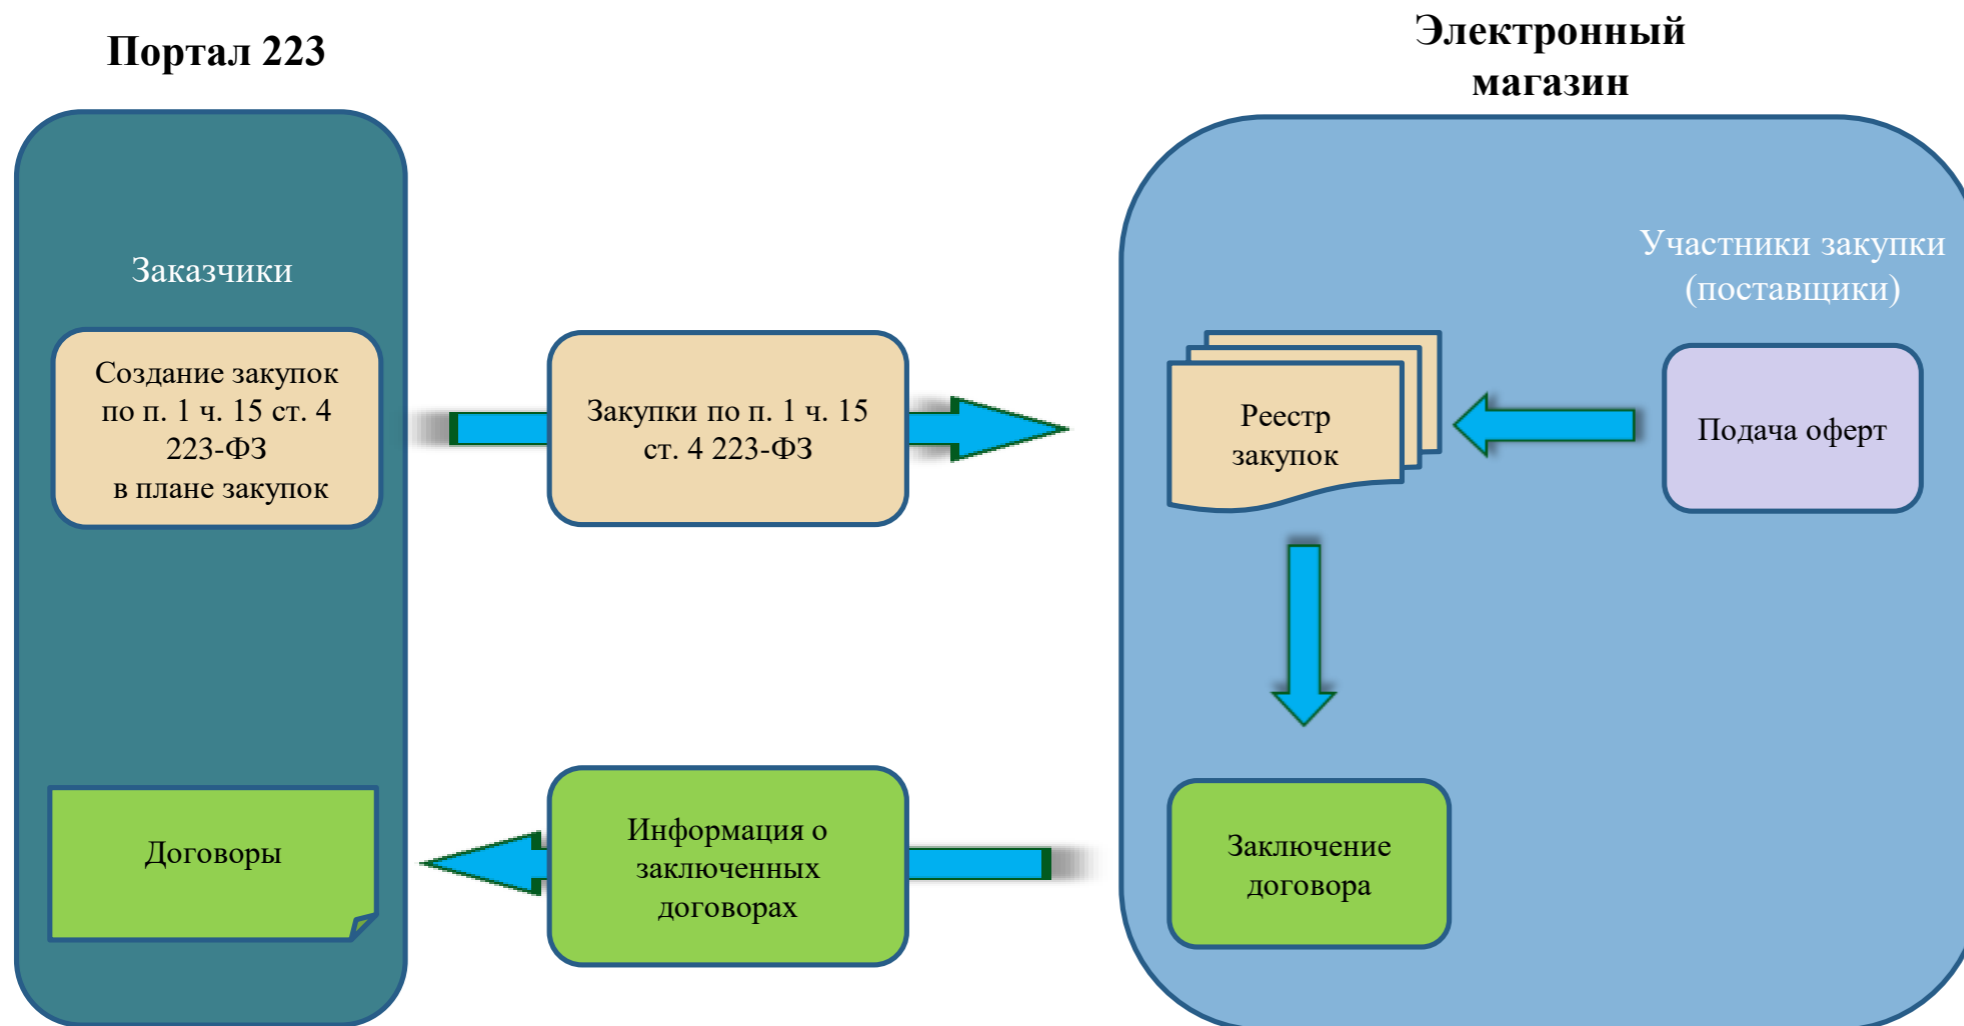 Портал 223
Электронный
магазин
Заказчики
Создание закупок
по п. 1 ч. 15 ст. 4
223-ФЗ
в плане закупок
Закупки по п. 1 ч. 15
ст. 4 223-ФЗ
Реестр
закупок
Участники закупки
(поставщики)
Подача оферт
Договоры
Информация о
заключенных
договорах
Заключение
договора